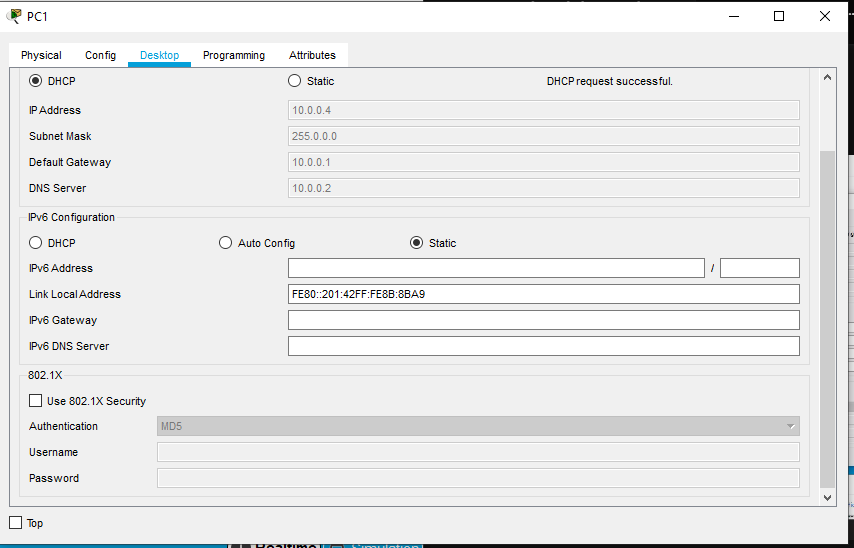 PC1
Physical Config Desktop Programming Attributes
DHCP Static DHCP request successful.
IP Address 10.0.0.4
Subnet Mask 255.0.0.0
Default Gateway 10.0.0.1
DNS Server 10.0.0.2
IPv6 Configuration
DHCP Auto Config Static
IPv6 Address /
Link Local Address FE80::201:42FF:FE8B:8BA9
IPv6 Gateway
IPv6 DNS Server
802.1X
Use 802.1X Security
Authentication MD5
Username
Password
Top
Realtime Simulation